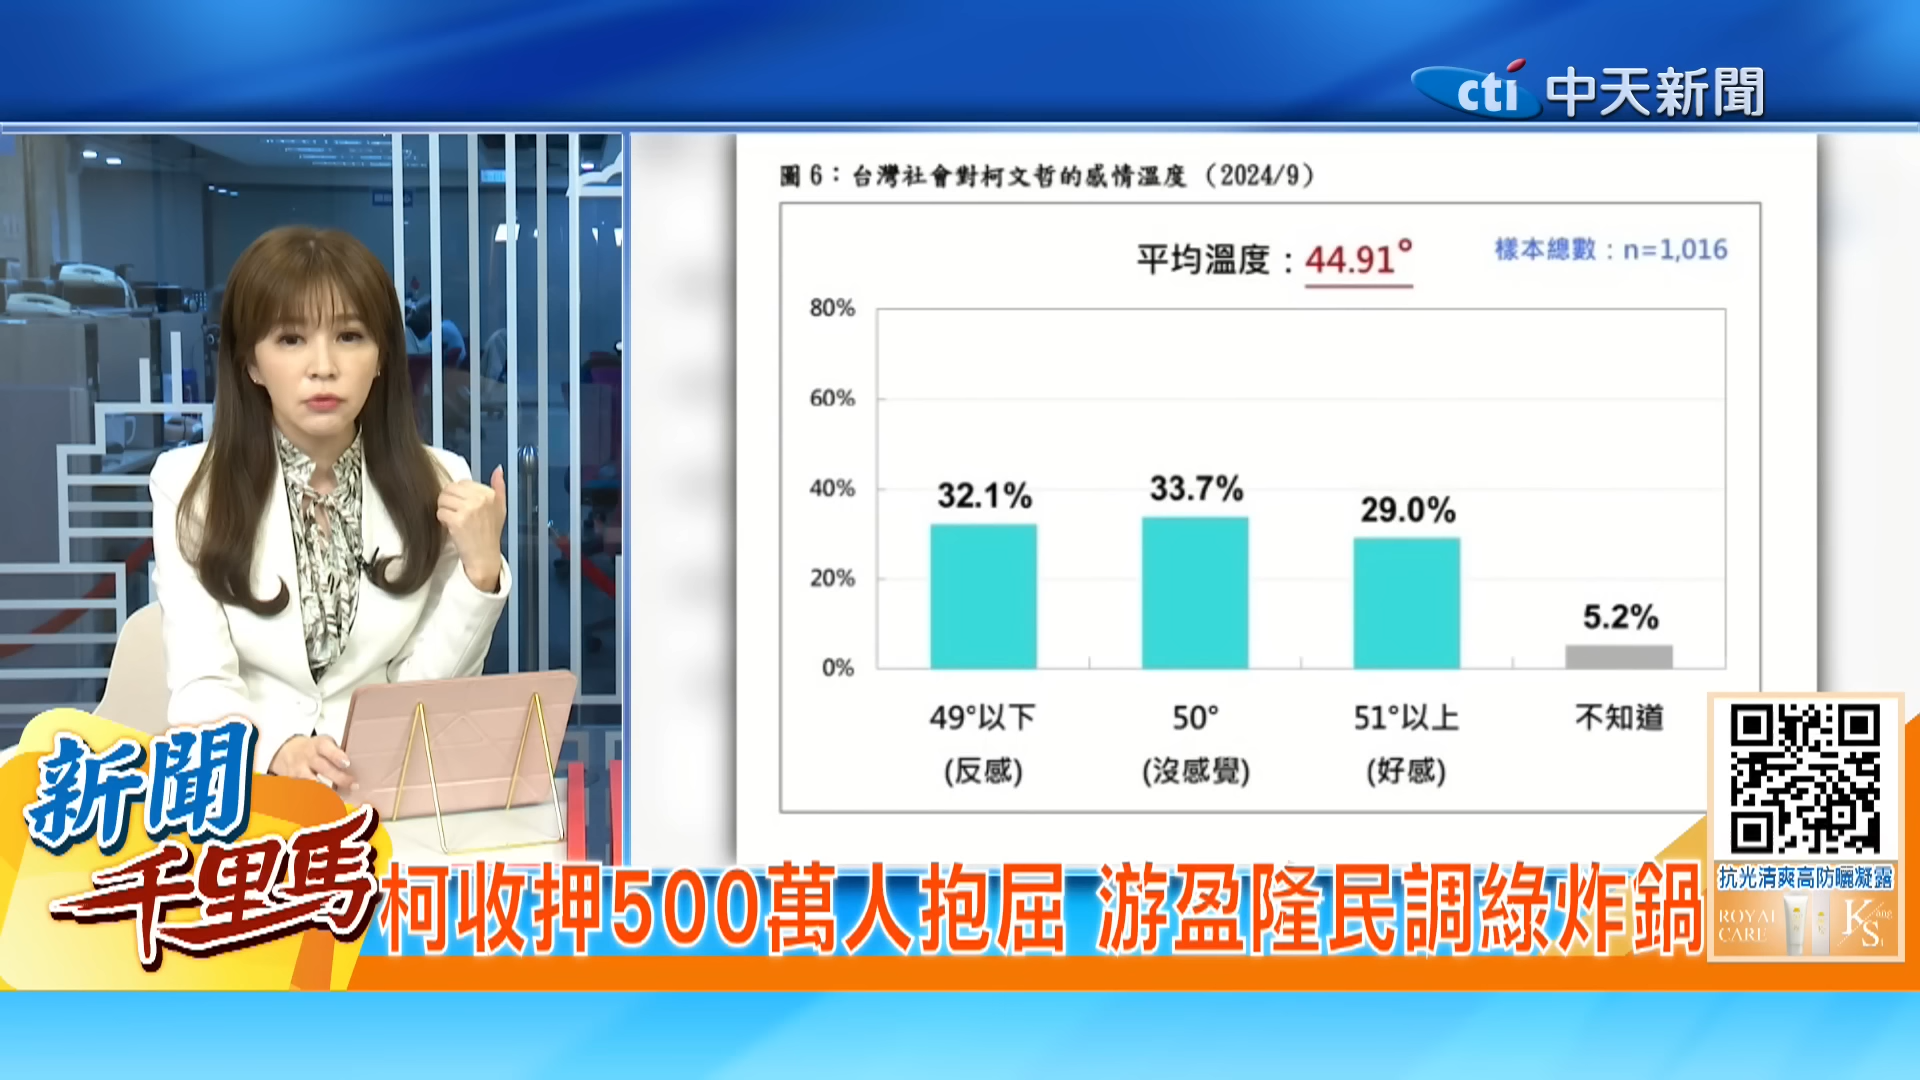 cti 中天新聞
圖 6：台灣社會對柯文哲的感情溫度（2024/9）
平均溫度：44.91°
樣本總數：n=1,016
80%
60%
40%
20%
0%
32.1%
33.7%
29.0%
5.2%
49°以下
(反感)
50°
(沒感覺)
51°以上
(好感)
不知道
新聞
千里馬
柯收押500萬人抱屈 游盈隆民調綠炸鍋
抗光清爽高防曬凝露
ROYAL
CARE
KS